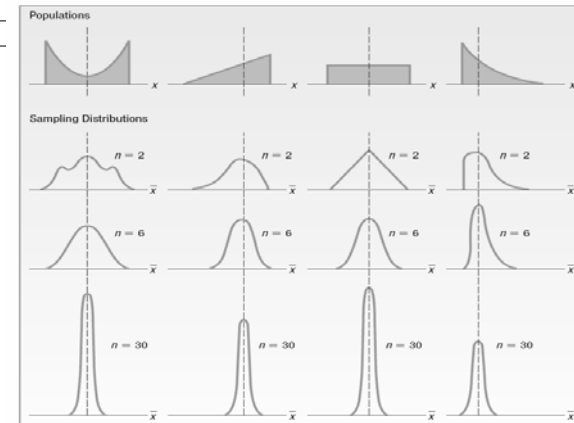 Populations
x x x x
Sampling Distributions
n = 2 n = 2 n = 2 n = 2
x̄ x̄ x̄ x̄
n = 6 n = 6 n = 6 n = 6
x̄ x̄ x̄ x̄
n = 30 n = 30 n = 30 n = 30
x̄ x̄ x̄ x̄